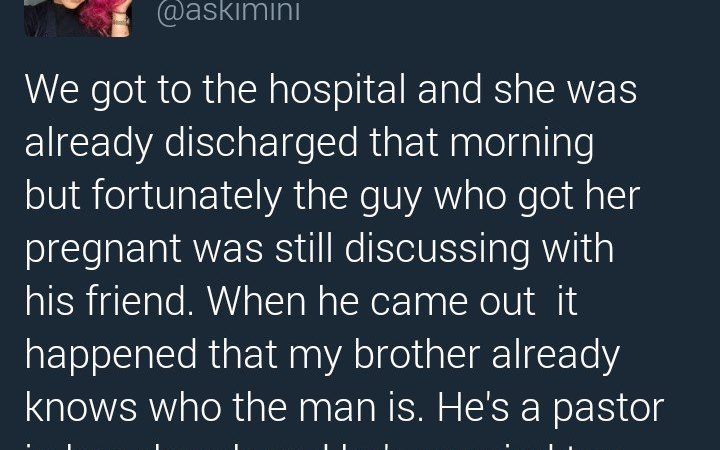 @askimini
We got to the hospital and she was
already discharged that morning
but fortunately the guy who got her
pregnant was still discussing with
his friend. When he came out  it
happened that my brother already
knows who the man is. He's a pastor